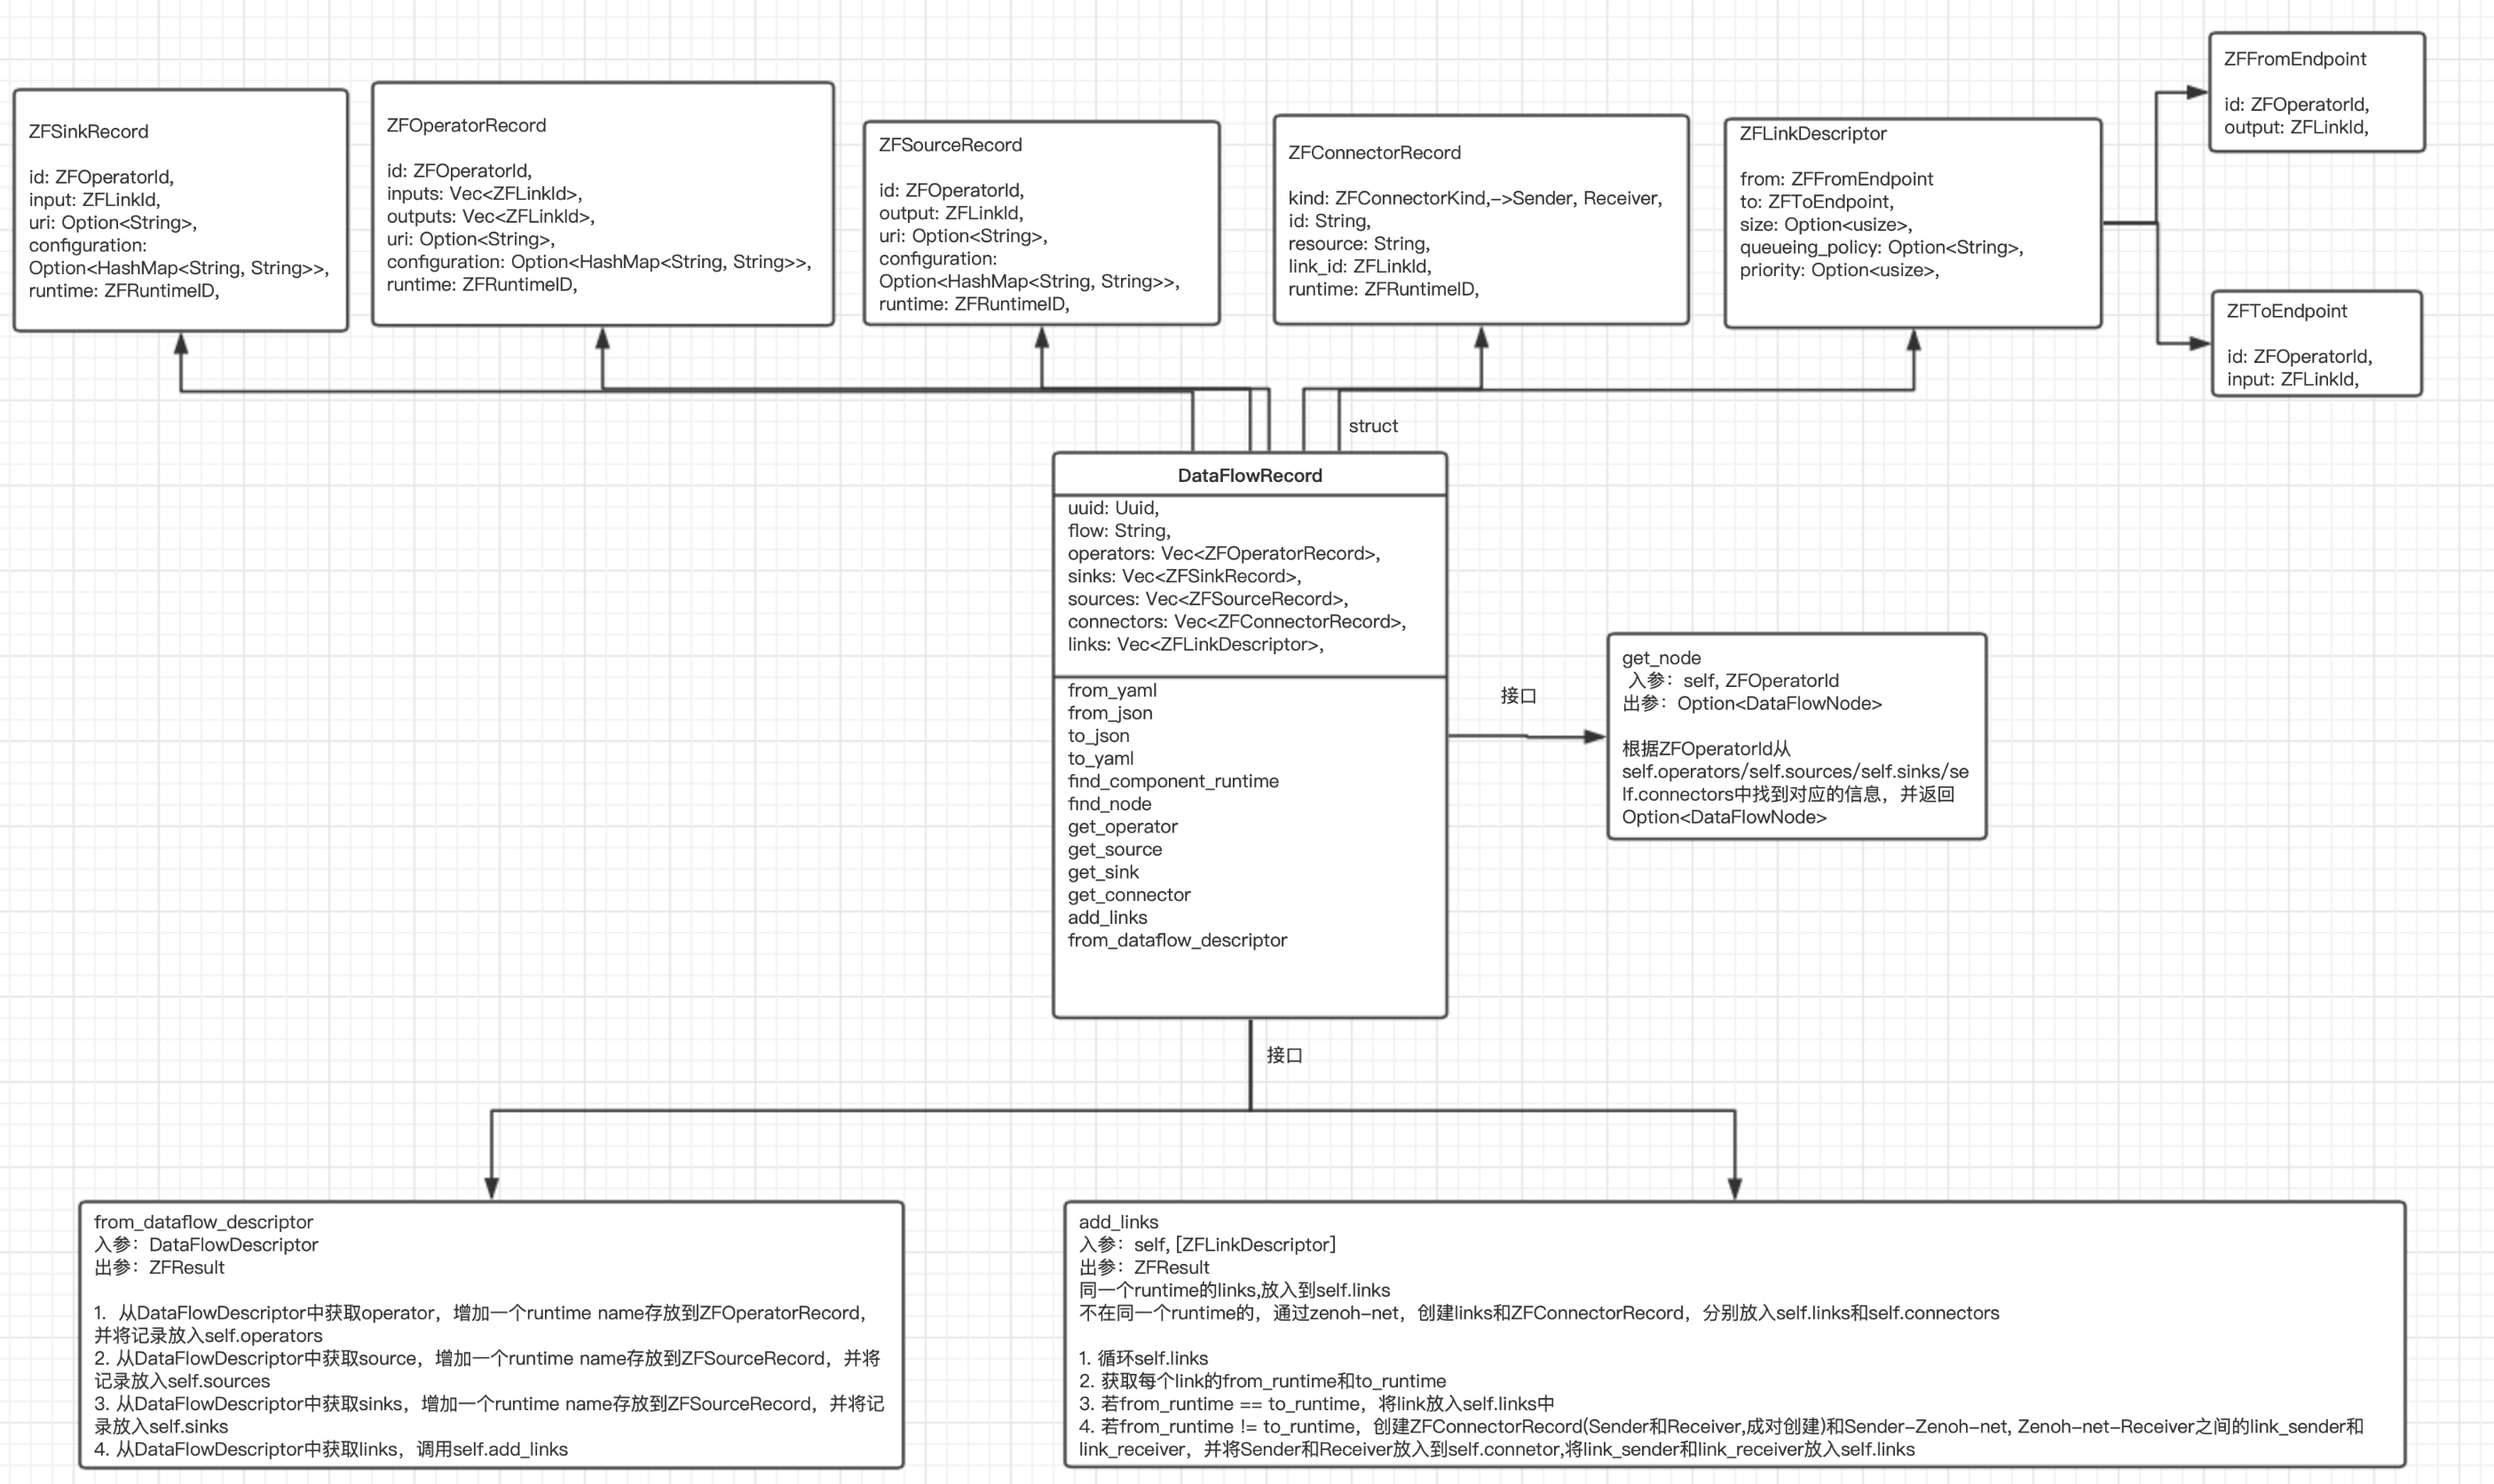 ZFSinkRecord
id: ZFOperatorId,
input: ZFLinkId,
uri: Option<String>,
configuration:
Option<HashMap<String, String>>,
runtime: ZFRuntimeID,
ZFOperatorRecord
id: ZFOperatorId,
inputs: Vec<ZFLinkId>,
outputs: Vec<ZFLinkId>,
uri: Option<String>,
configuration: Option<HashMap<String, String>>,
runtime: ZFRuntimeID,
ZFSourceRecord
id: ZFOperatorId,
output: ZFLinkId,
uri: Option<String>,
configuration:
Option<HashMap<String, String>>,
runtime: ZFRuntimeID,
ZFConnectorRecord
kind: ZFConnectorKind,->Sender, Receiver,
id: String,
resource: String,
link_id: ZFLinkId,
runtime: ZFRuntimeID,
ZFLinkDescriptor
from: ZFFromEndpoint
to: ZFToEndpoint,
size: Option<usize>,
queueing_policy: Option<String>,
priority: Option<usize>,
ZFFromEndpoint
id: ZFOperatorId,
output: ZFLinkId,
ZFToEndpoint
id: ZFOperatorId,
input: ZFLinkId,
struct
DataFlowRecord
uuid: Uuid,
flow: String,
operators: Vec<ZFOperatorRecord>,
sinks: Vec<ZFSinkRecord>,
sources: Vec<ZFSourceRecord>,
connectors: Vec<ZFConnectorRecord>,
links: Vec<ZFLinkDescriptor>,
from_yaml
from_json
to_json
to_yaml
find_component_runtime
find_node
get_operator
get_source
get_sink
get_connector
add_links
from_dataflow_descriptor
接口
get_node
入参：self, ZFOperatorId
出参：Option<DataFlowNode>
根据ZFOperatorId从
self.operators/self.sources/self.sinks/se
lf.connectors中找到对应的信息，并返回
Option<DataFlowNode>
接口
from_dataflow_descriptor
入参：DataFlowDescriptor
出参：ZFResult
1. 从DataFlowDescriptor中获取operator，增加一个runtime name存放到ZFOperatorRecord，
并将记录放入self.operators
2. 从DataFlowDescriptor中获取source，增加一个runtime name存放到ZFSourceRecord，并将
记录放入self.sources
3. 从DataFlowDescriptor中获取sinks，增加一个runtime name存放到ZFSourceRecord，并将记
录放入self.sinks
4. 从DataFlowDescriptor中获取links，调用self.add_links
add_links
入参：self, [ZFLinkDescriptor]
出参：ZFResult
同一个runtime的links,放入到self.links
不在同一个runtime的，通过zenoh-net，创建links和ZFConnectorRecord，分别放入self.links和self.connectors
1. 循环self.links
2. 获取每个link的from_runtime和to_runtime
3. 若from_runtime == to_runtime，将link放入self.links中
4. 若from_runtime != to_runtime，创建ZFConnectorRecord(Sender和Receiver,成对创建)和Sender-Zenoh-net, Zenoh-net-Receiver之间的link_sender和
link_receiver，并将Sender和Receiver放入到self.connetor,将link_sender和link_receiver放入self.links